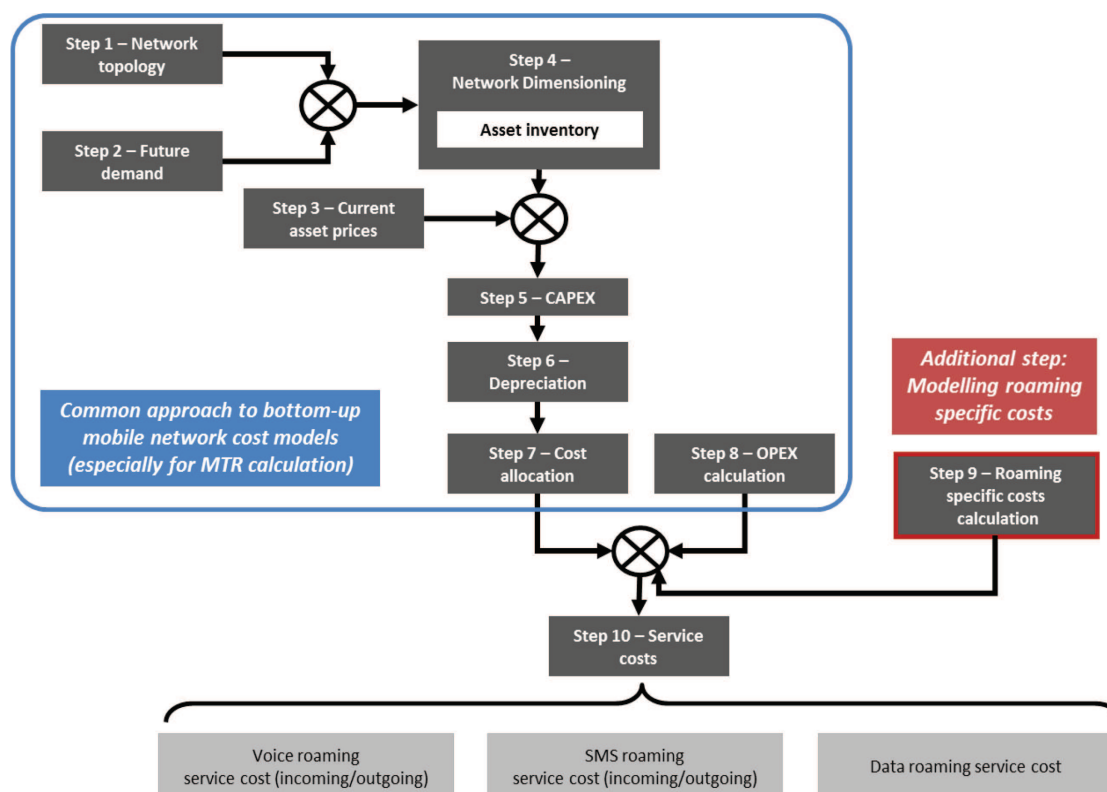 Step 1 – Network
topology
Step 2 – Future
demand
Step 4 –
Network Dimensioning
Asset inventory
Step 3 – Current
asset prices
Step 5 – CAPEX
Step 6 –
Depreciation
Common approach to bottom-up
mobile network cost models
(especially for MTR calculation)
Step 7 – Cost
allocation
Step 8 – OPEX
calculation
Additional step:
Modelling roaming
specific costs
Step 9 – Roaming
specific costs
calculation
Step 10 – Service
costs
Voice roaming
service cost (incoming/outgoing)
SMS roaming
service cost (incoming/outgoing)
Data roaming service cost